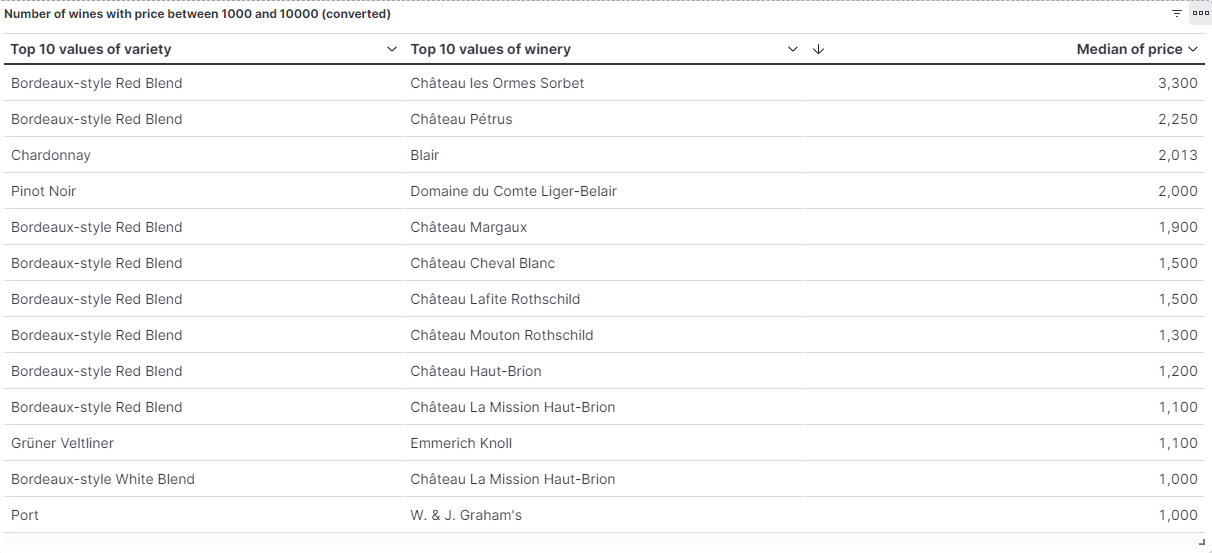 Number of wines with price between 1000 and 10000 (converted)
Top 10 values of variety Top 10 values of winery Median of price
Bordeaux-style Red Blend Château les Ormes Sorbet 3,300
Bordeaux-style Red Blend Château Pétrus 2,250
Chardonnay Blair 2,013
Pinot Noir Domaine du Comte Liger-Belair 2,000
Bordeaux-style Red Blend Château Margaux 1,900
Bordeaux-style Red Blend Château Cheval Blanc 1,500
Bordeaux-style Red Blend Château Lafite Rothschild 1,500
Bordeaux-style Red Blend Château Mouton Rothschild 1,300
Bordeaux-style Red Blend Château Haut-Brion 1,200
Bordeaux-style Red Blend Château La Mission Haut-Brion 1,100
Grüner Veltliner Emmerich Knoll 1,100
Bordeaux-style White Blend Château La Mission Haut-Brion 1,000
Port W. & J. Graham's 1,000